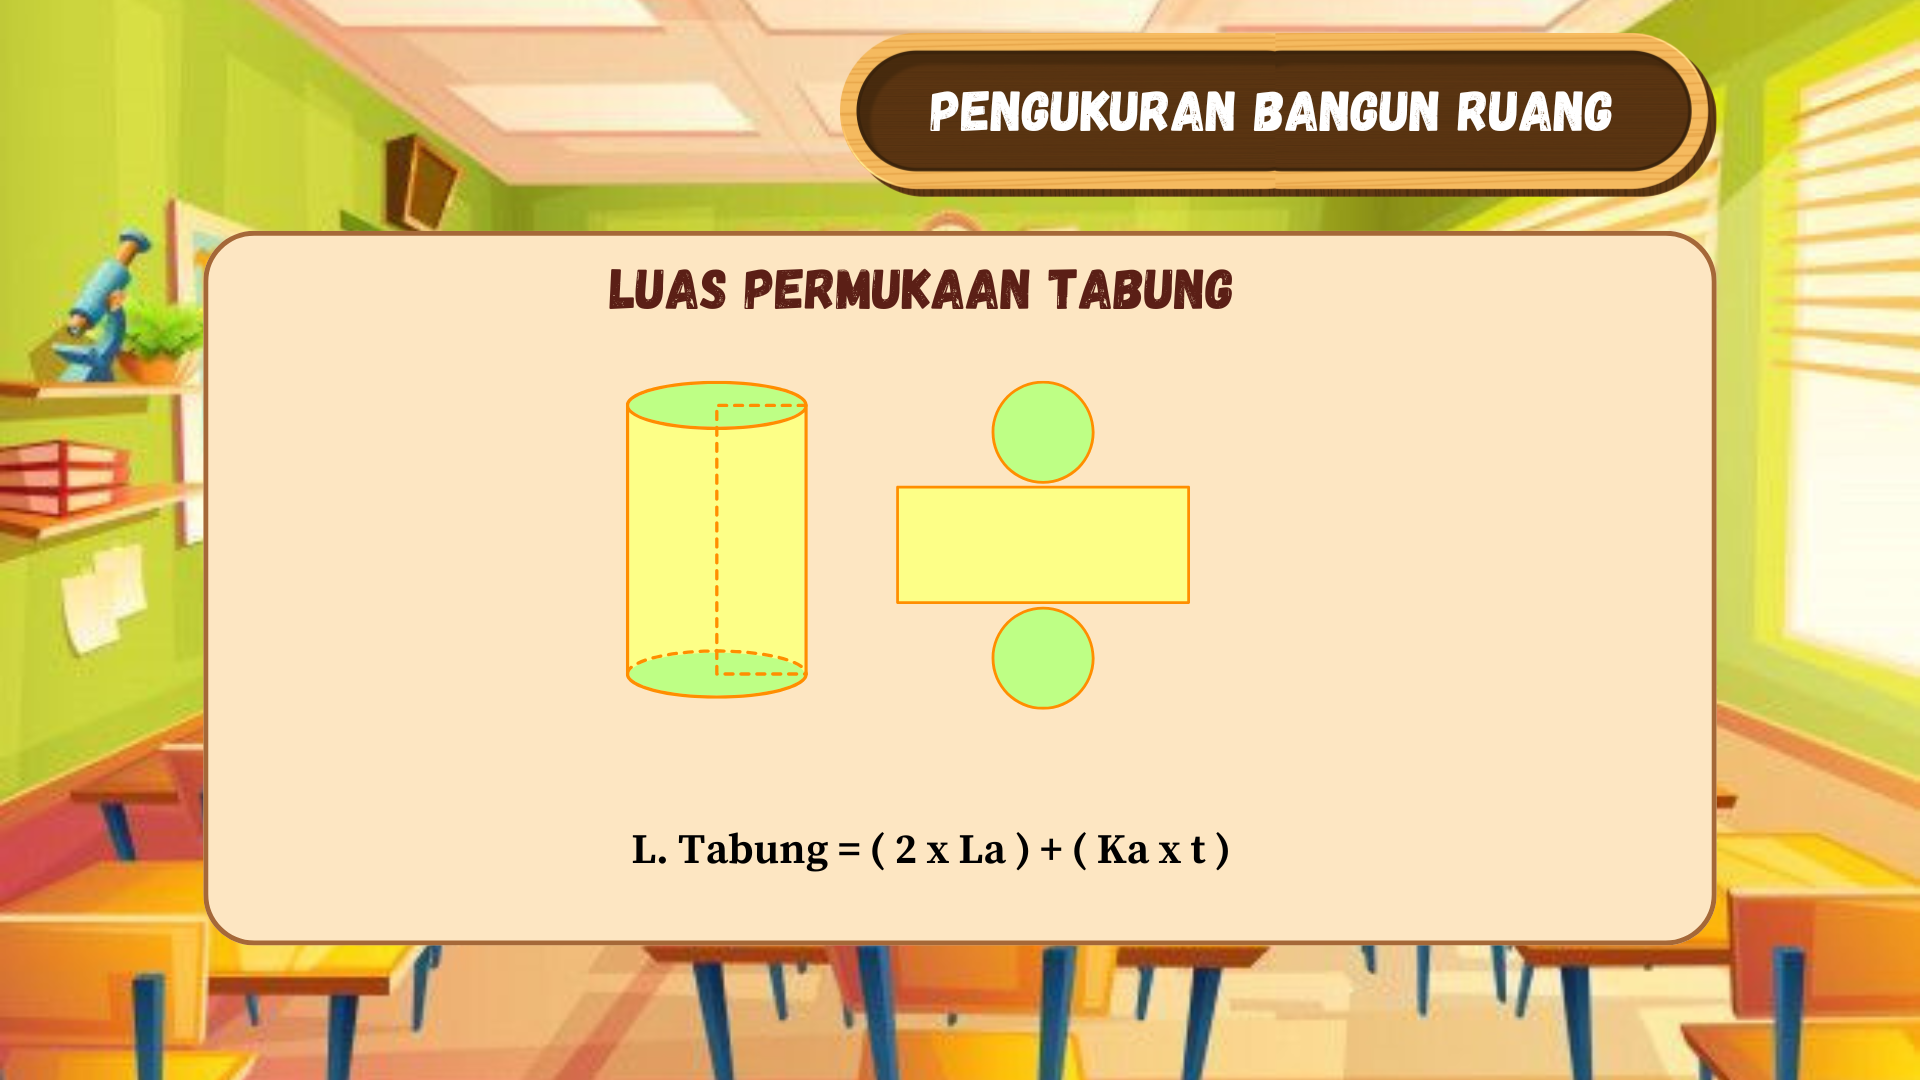 PENGUKURAN BANGUN RUANG
LUAS PERMUKAAN TABUNG
L. Tabung = ( 2 x La ) + ( Ka x t )